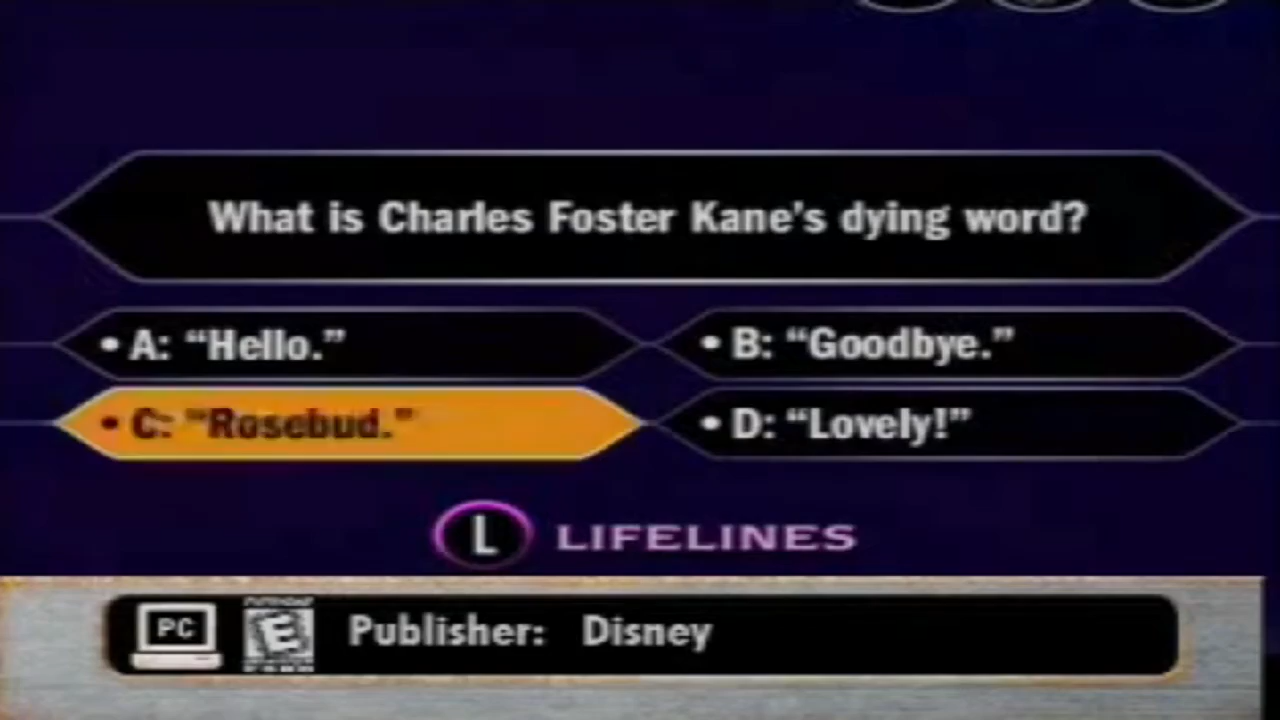 What is Charles Foster Kane's dying word?
• A: “Hello.”
• B: “Goodbye.”
• C: “Rosebud.”
• D: “Lovely!”
L LIFELINES
PC E Publisher: Disney